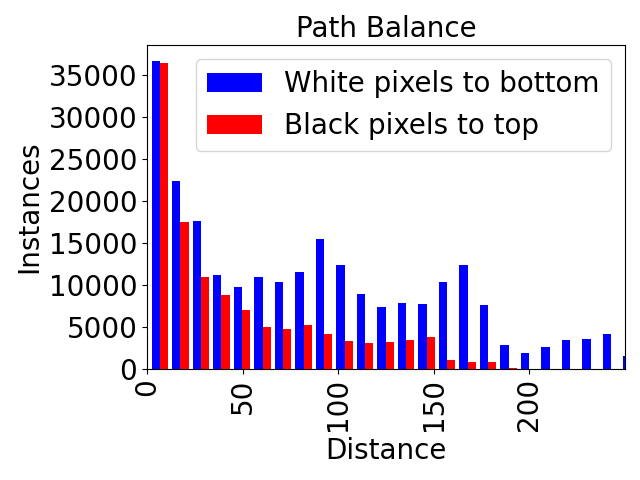 Path Balance
White pixels to bottom
Black pixels to top
Instances
35000
30000
25000
20000
15000
10000
5000
0
0
50
100
150
200
Distance